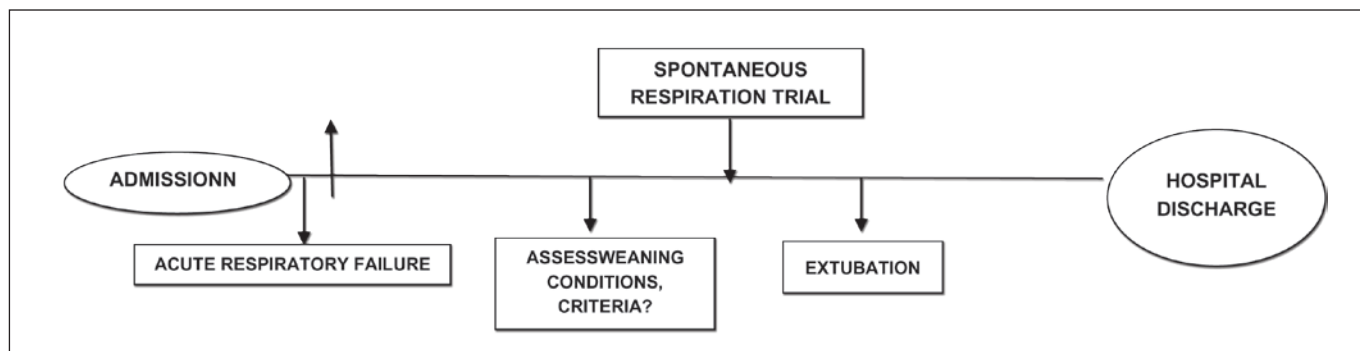 SPONTANEOUS
RESPIRATION TRIAL
ADMISSIONN
HOSPITAL
DISCHARGE
ACUTE RESPIRATORY FAILURE
ASSESSWEANING
CONDITIONS,
CRITERIA?
EXTUBATION